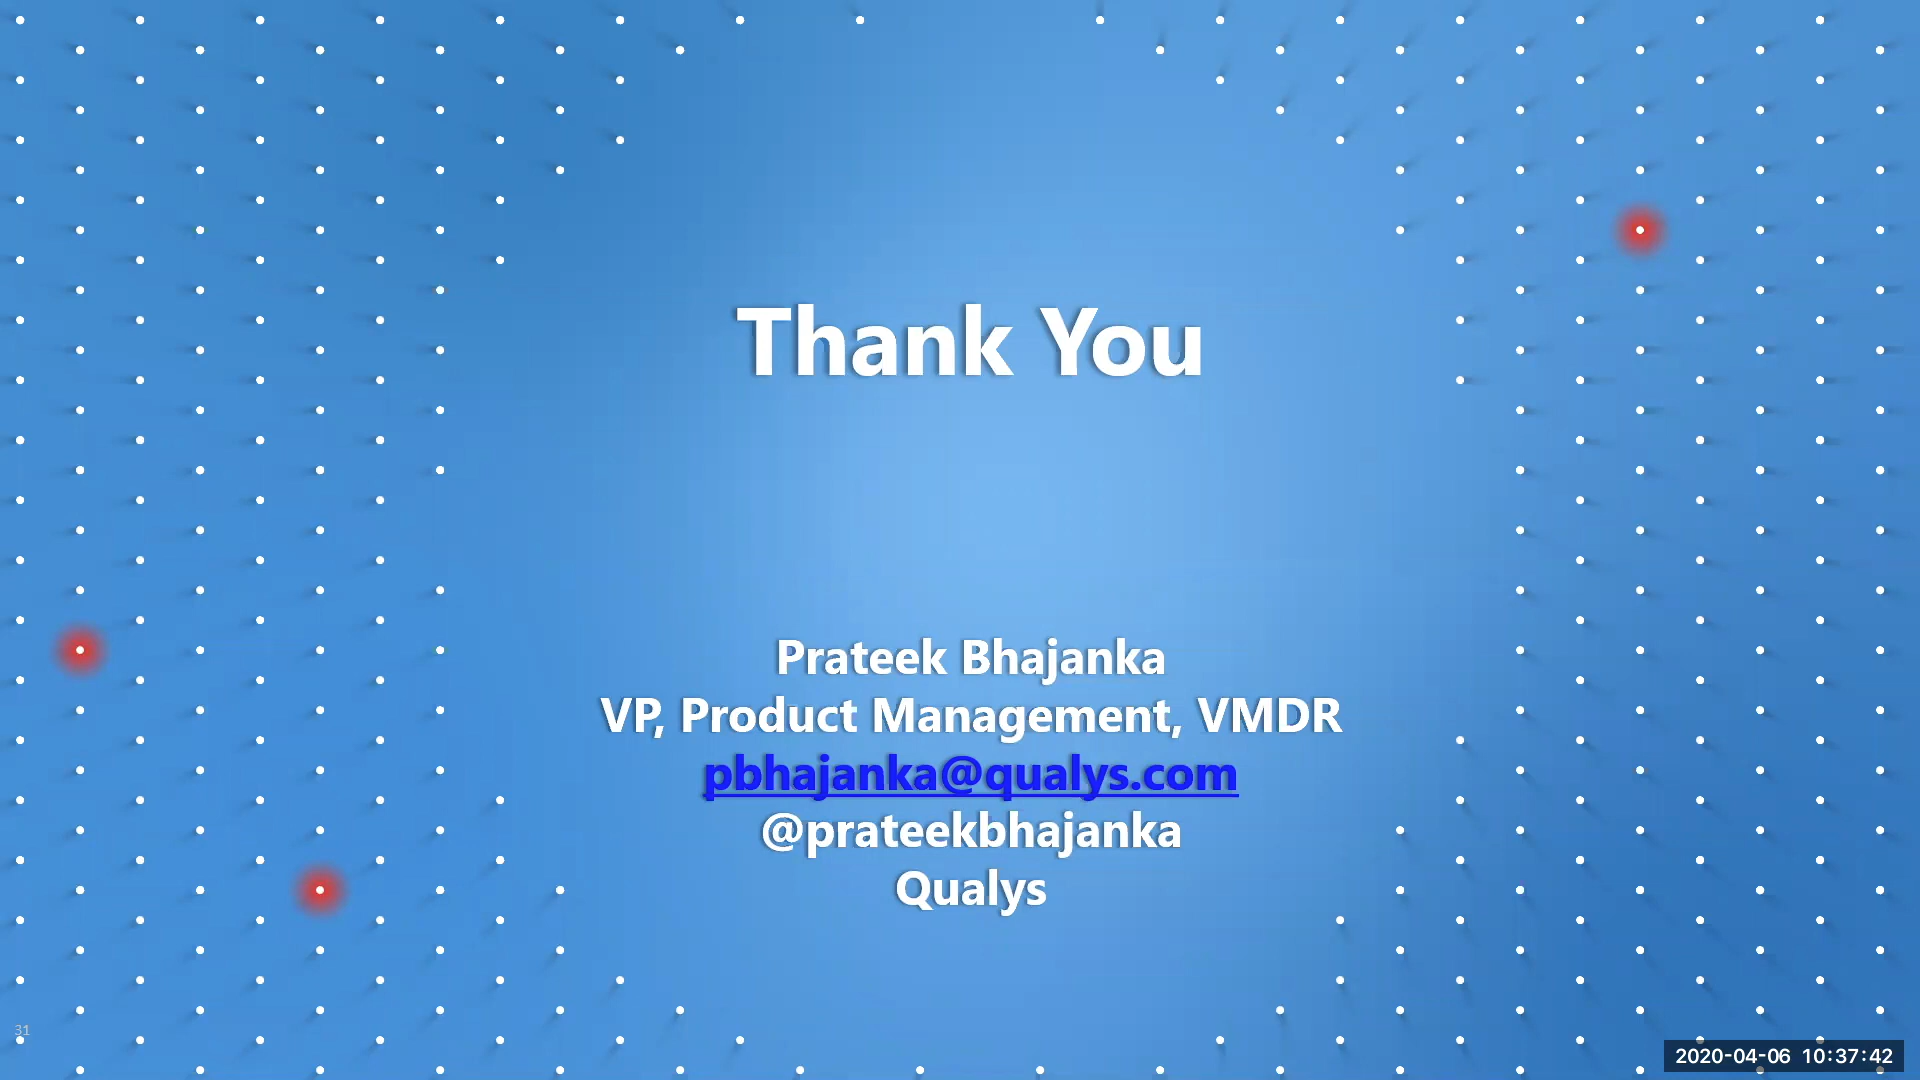 Thank You
Prateek Bhajanka
VP, Product Management, VMDR
pbhajanka@qualys.com
@prateekbhajanka
Qualys
31
2020-04-06 10:37:42